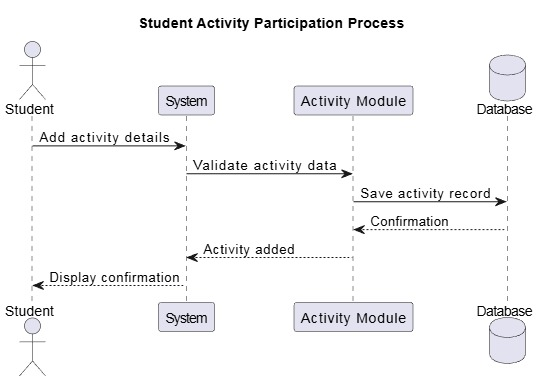 Student Activity Participation Process
Student
System
Activity Module
Database
Add activity details
Validate activity data
Save activity record
Confirmation
Activity added
Display confirmation
Student
System
Activity Module
Database